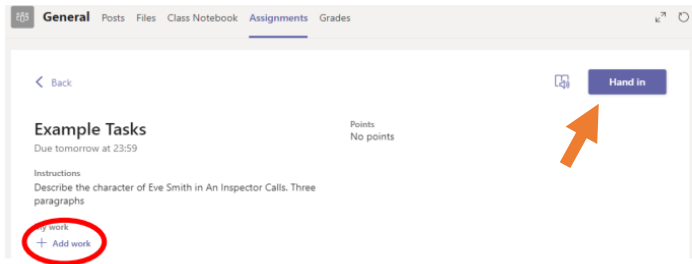 General Posts Files Class Notebook Assignments Grades
Back
Hand in
Example Tasks
Due tomorrow at 23:59
Points
No points
Instructions
Describe the character of Eve Smith in An Inspector Calls. Three
paragraphs
work
+ Add work